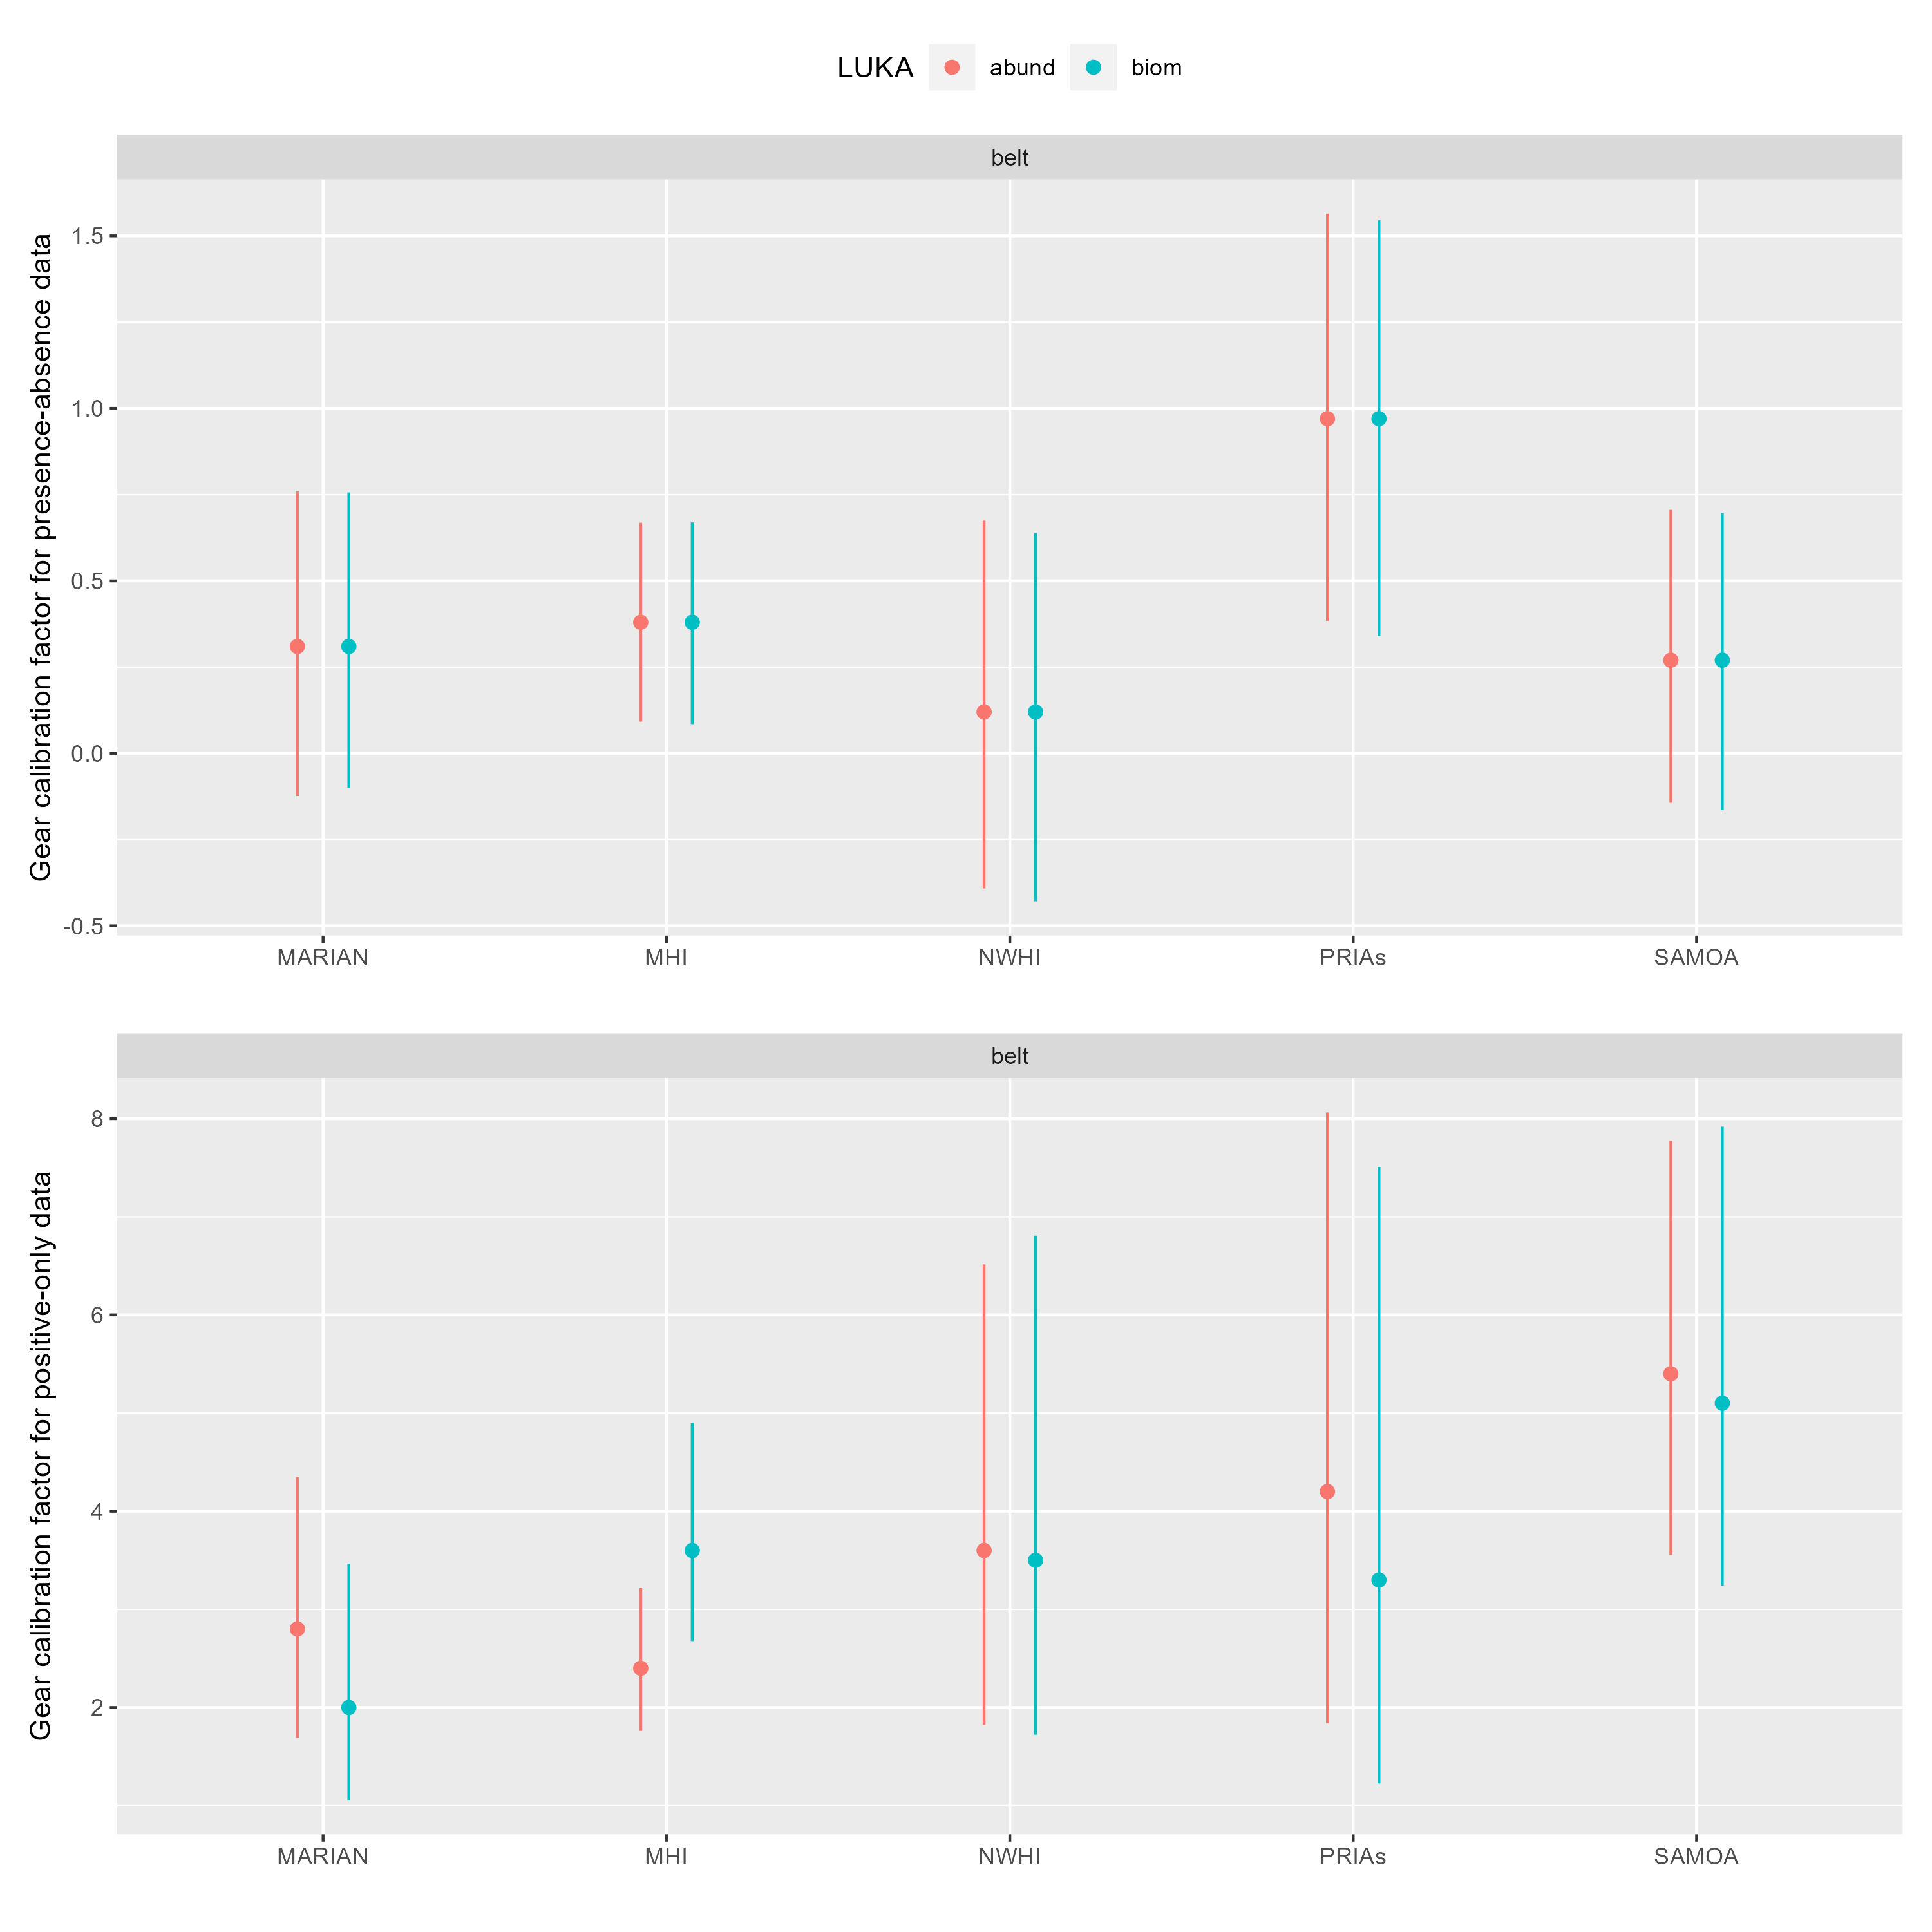 LUKA abund biom
belt
Gear calibration factor for presence-absence data
1.5
1.0
0.5
0.0
-0.5
MARIAN MHI NWHI PRIAs SAMOA
belt
Gear calibration factor for positive-only data
8
6
4
2
MARIAN MHI NWHI PRIAs SAMOA